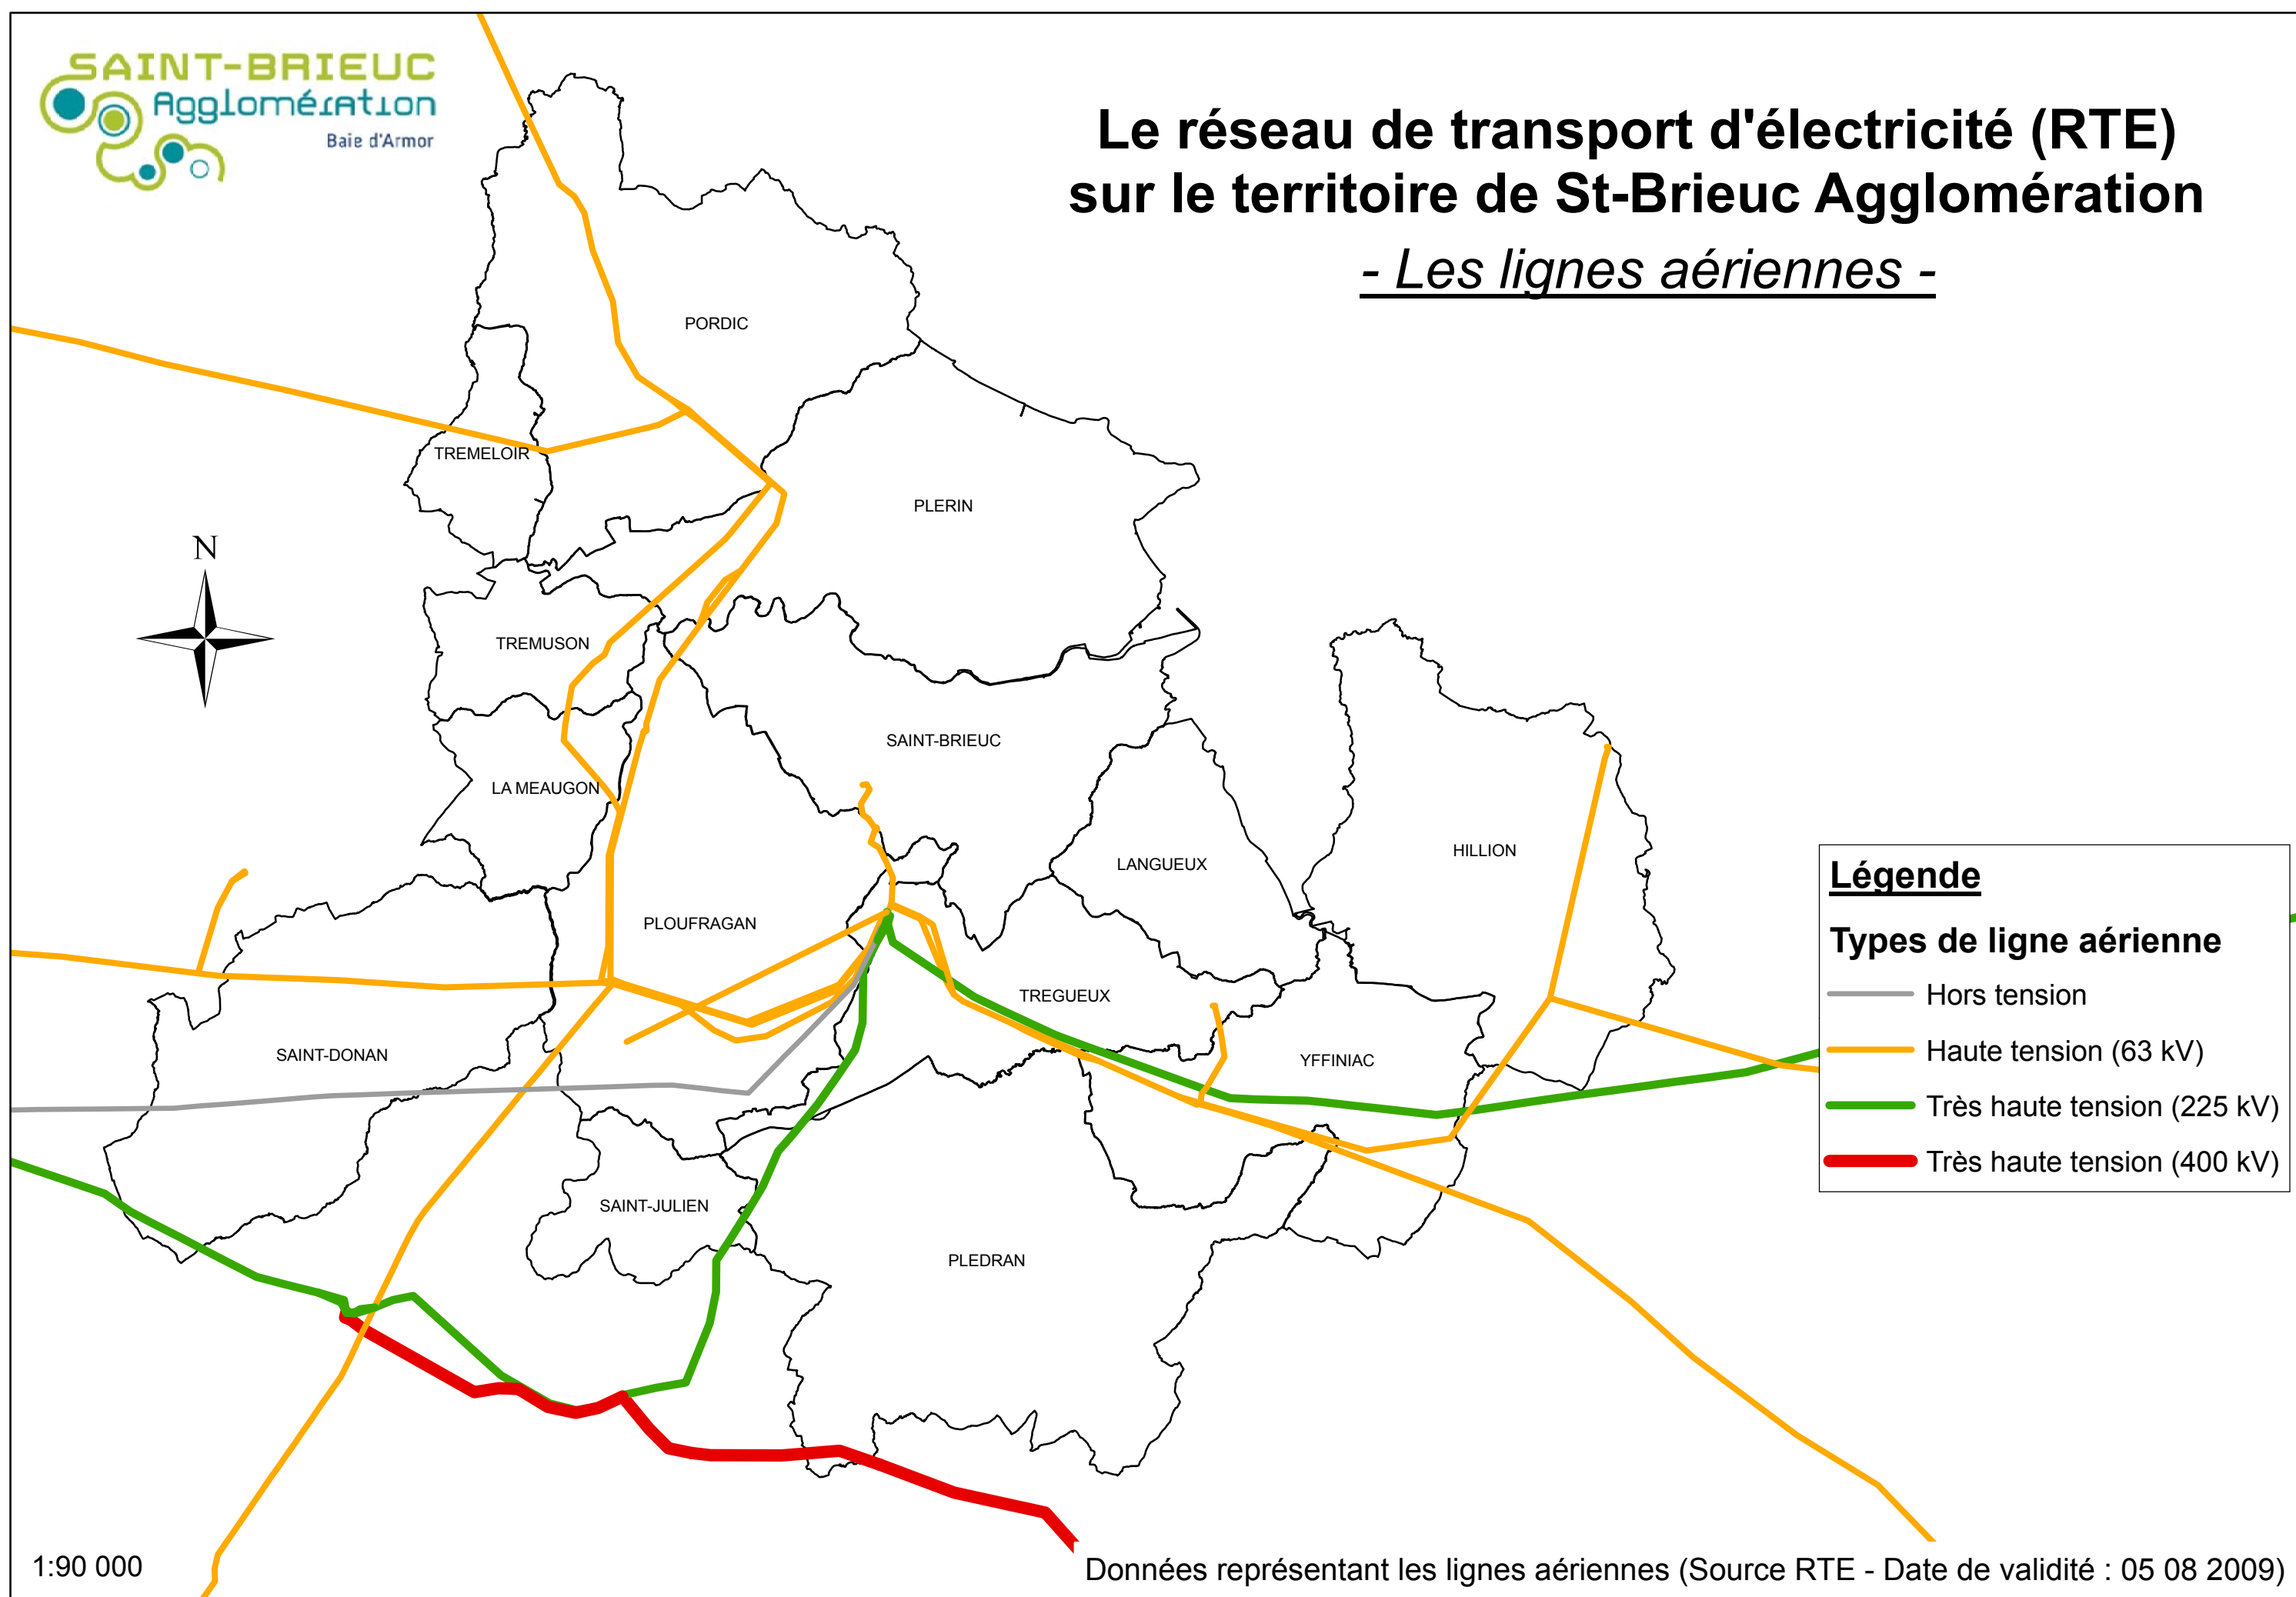 SAINT-BRIEUC
Agglomération
Baie d'Armor
Le réseau de transport d'électricité (RTE)
sur le territoire de St-Brieuc Agglomération
- Les lignes aériennes -
PORDIC
TREMELOIR
PLERIN
N
TREMUSON
SAINT-BRIEUC
LA MEAUGON
LANGUEUX
HILLION
PLOUFRAGAN
TREGUEUX
SAINT-DONAN
YFFINIAC
SAINT-JULIEN
PLEDRAN
Légende
Types de ligne aérienne
Hors tension
Haute tension (63 kV)
Très haute tension (225 kV)
Très haute tension (400 kV)
1:90 000
Données représentant les lignes aériennes (Source RTE - Date de validité : 05 08 2009)